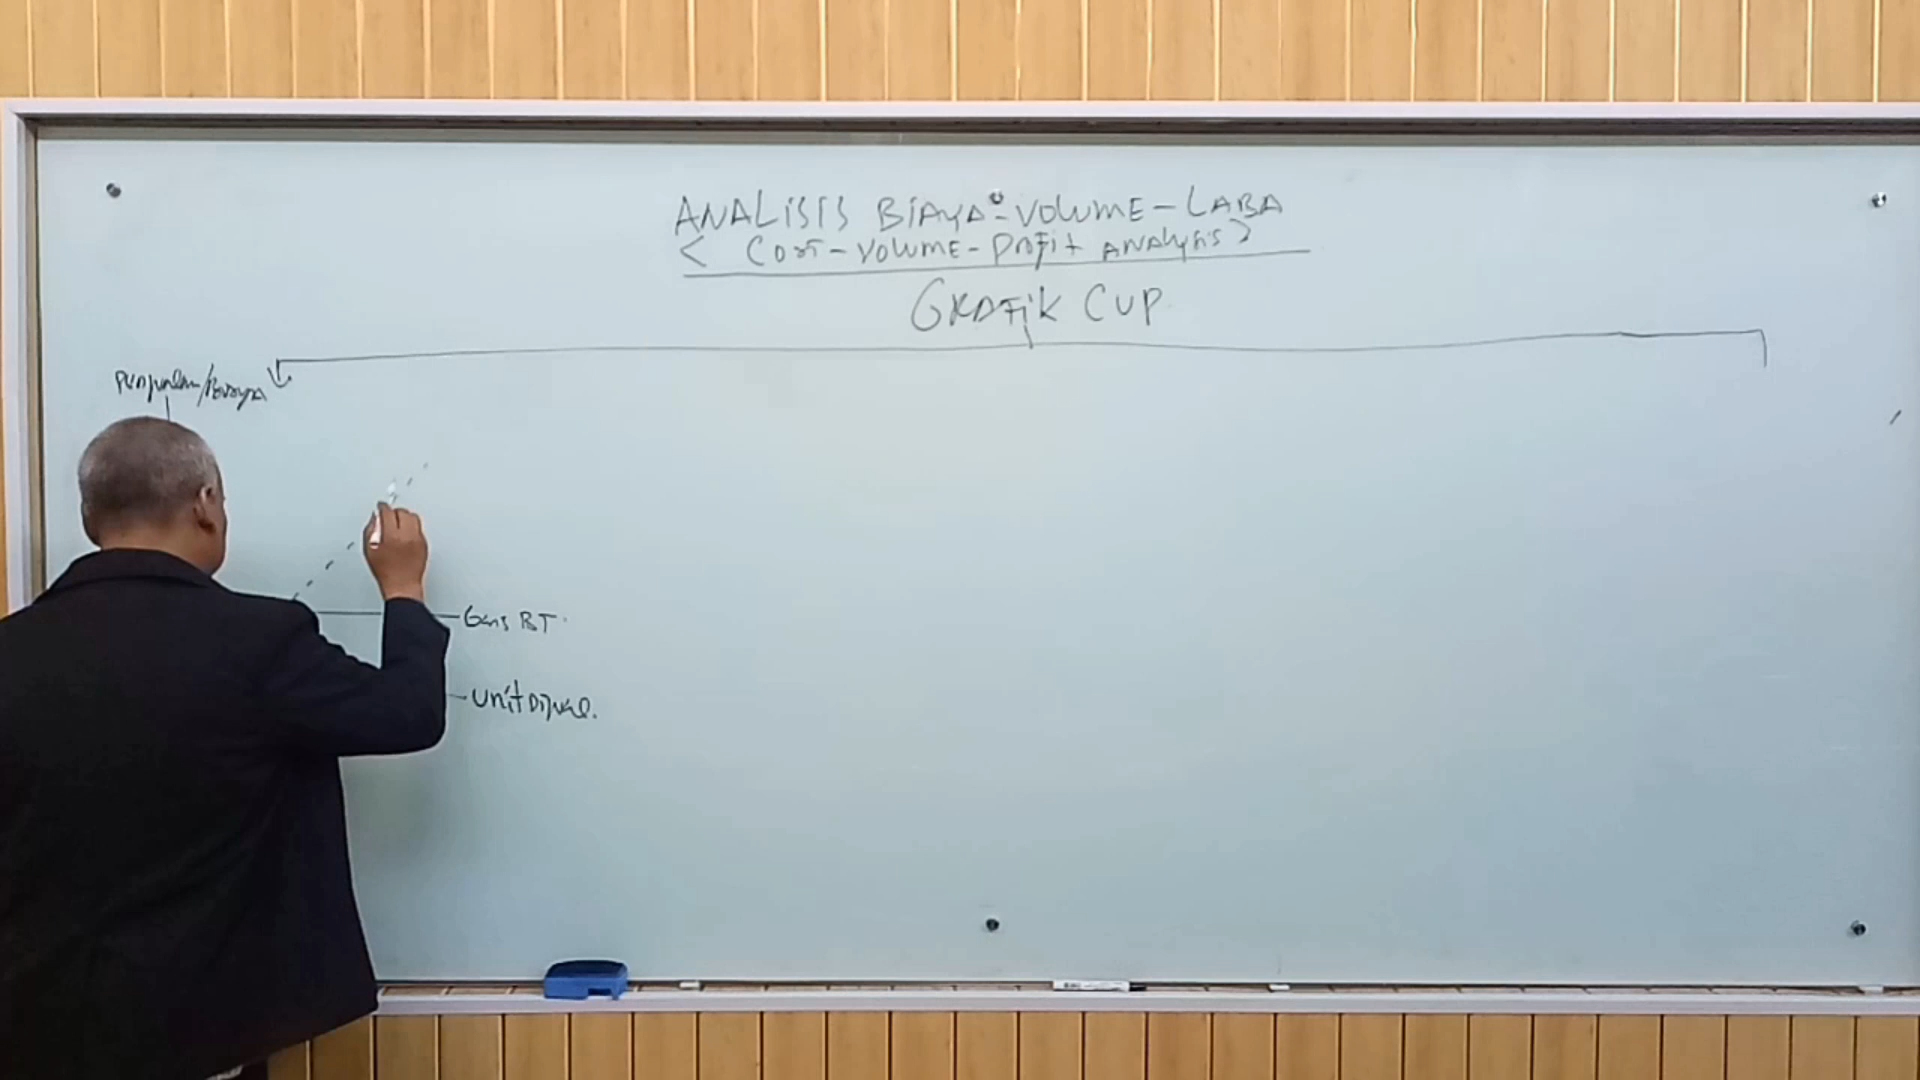 ANALISIS BIAYA-VOLUME-LABA
< COST-VOLUME-PROFIT ANALYSIS >
GRAFIK CVP
Penjualan/Biaya
Garis BT.
Unit Dijual.